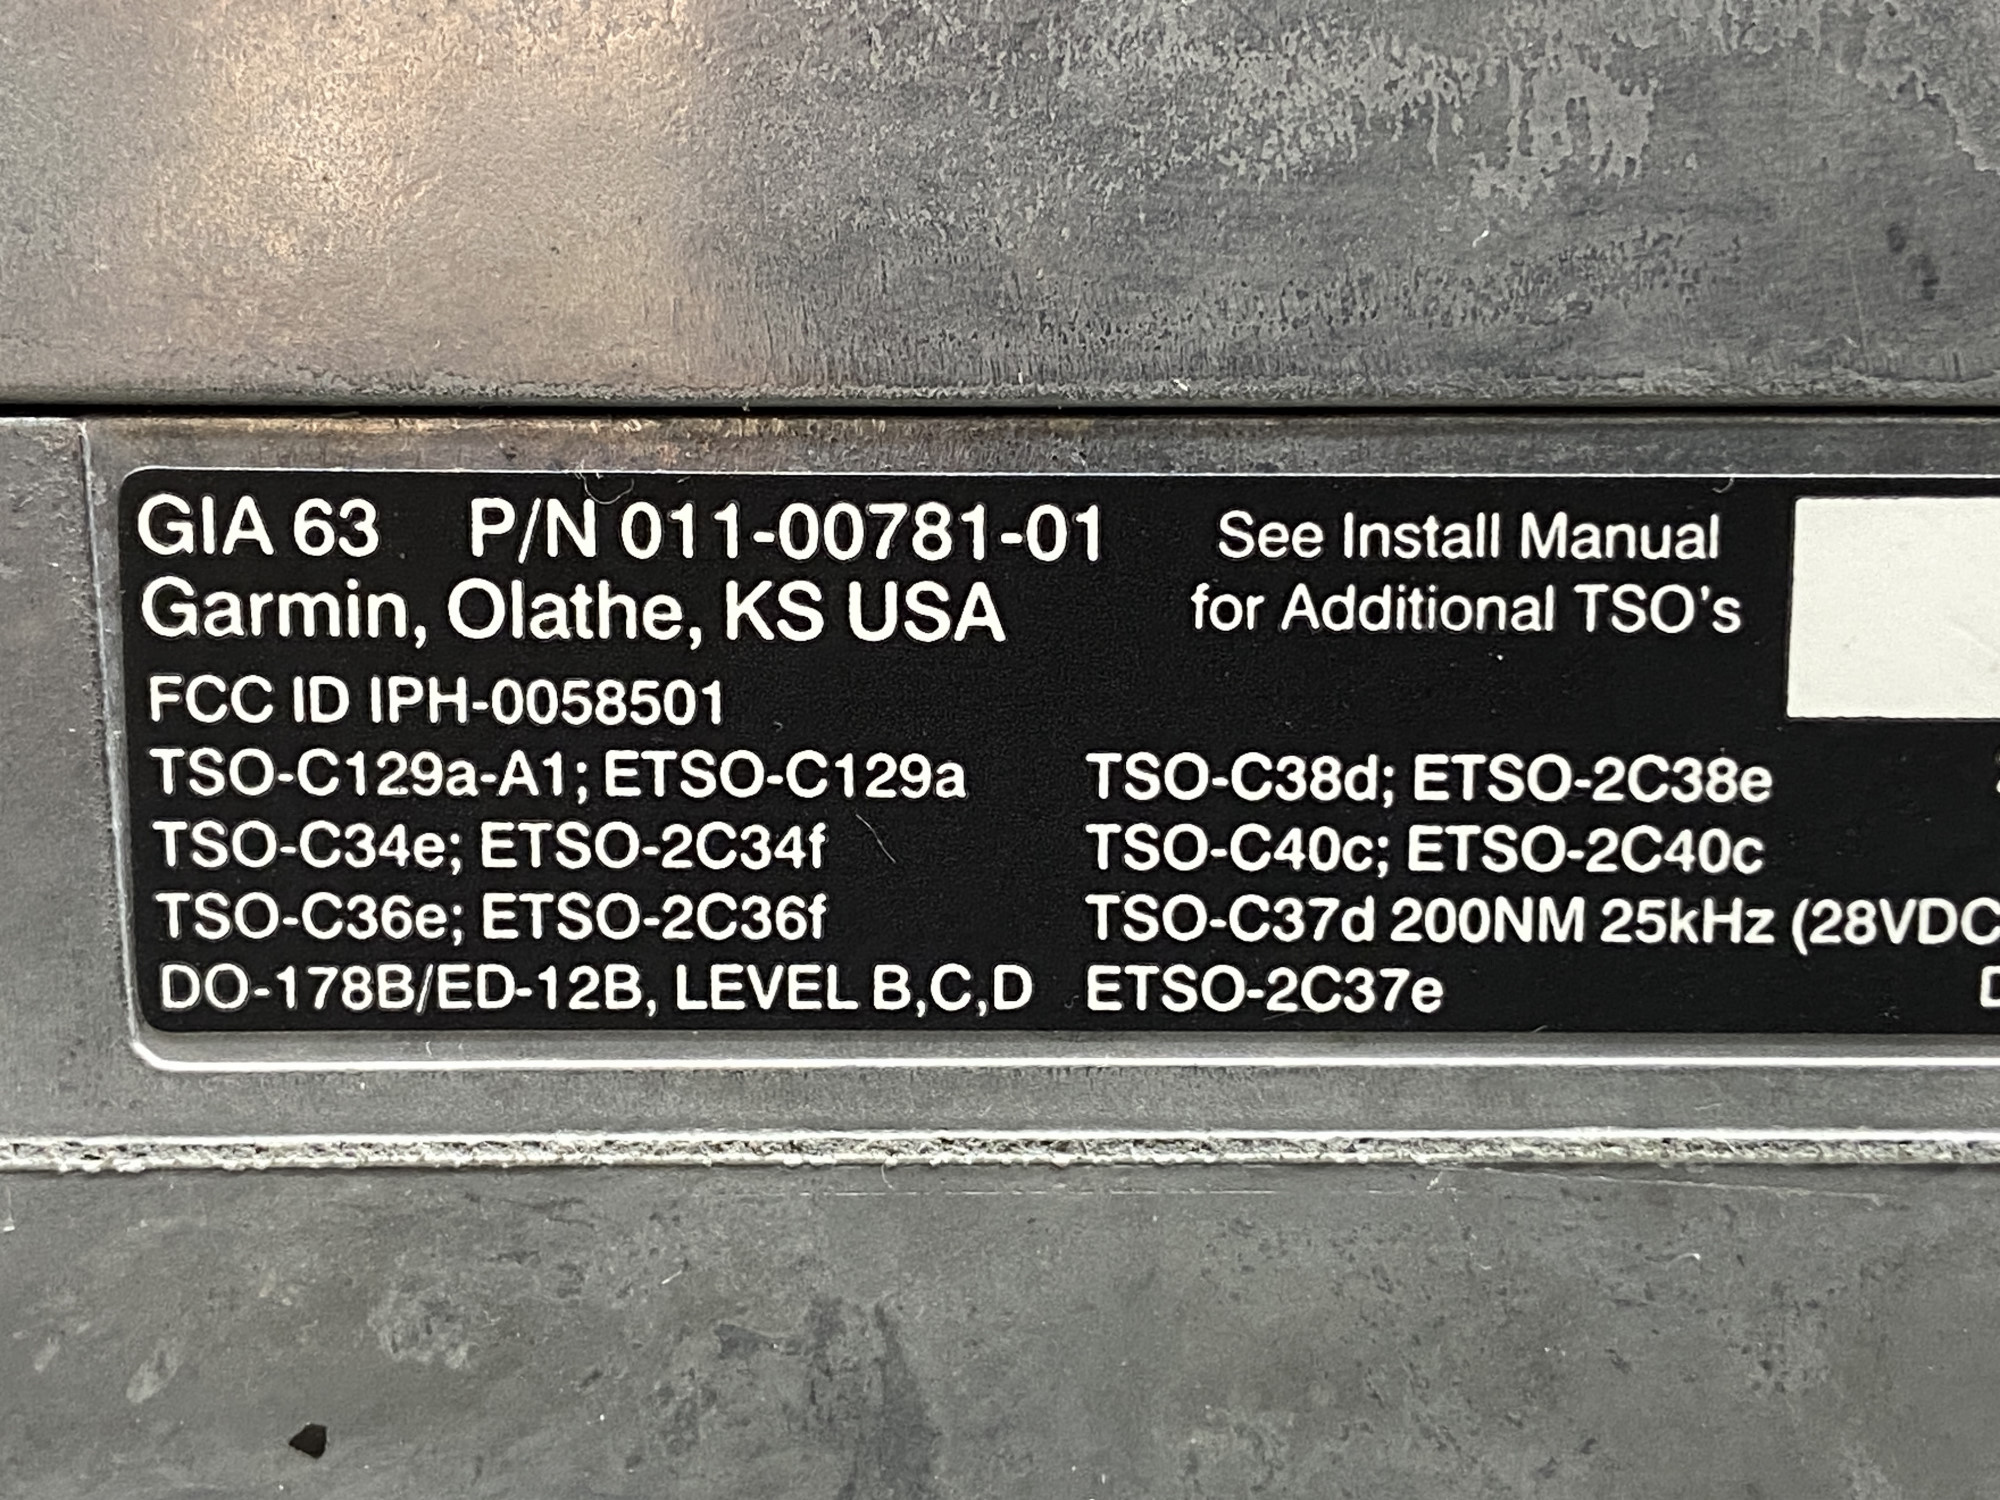 GIA 63 P/N 011-00781-01
Garmin, Olathe, KS USA
See Install Manual
for Additional TSO's
FCC ID IPH-0058501
TSO-C129a-A1; ETSO-C129a
TSO-C34e; ETSO-2C34f
TSO-C36e; ETSO-2C36f
DO-178B/ED-12B, LEVEL B,C,D
TSO-C38d; ETSO-2C38e
TSO-C40c; ETSO-2C40c
TSO-C37d 200NM 25kHz (28VDC
ETSO-2C37e